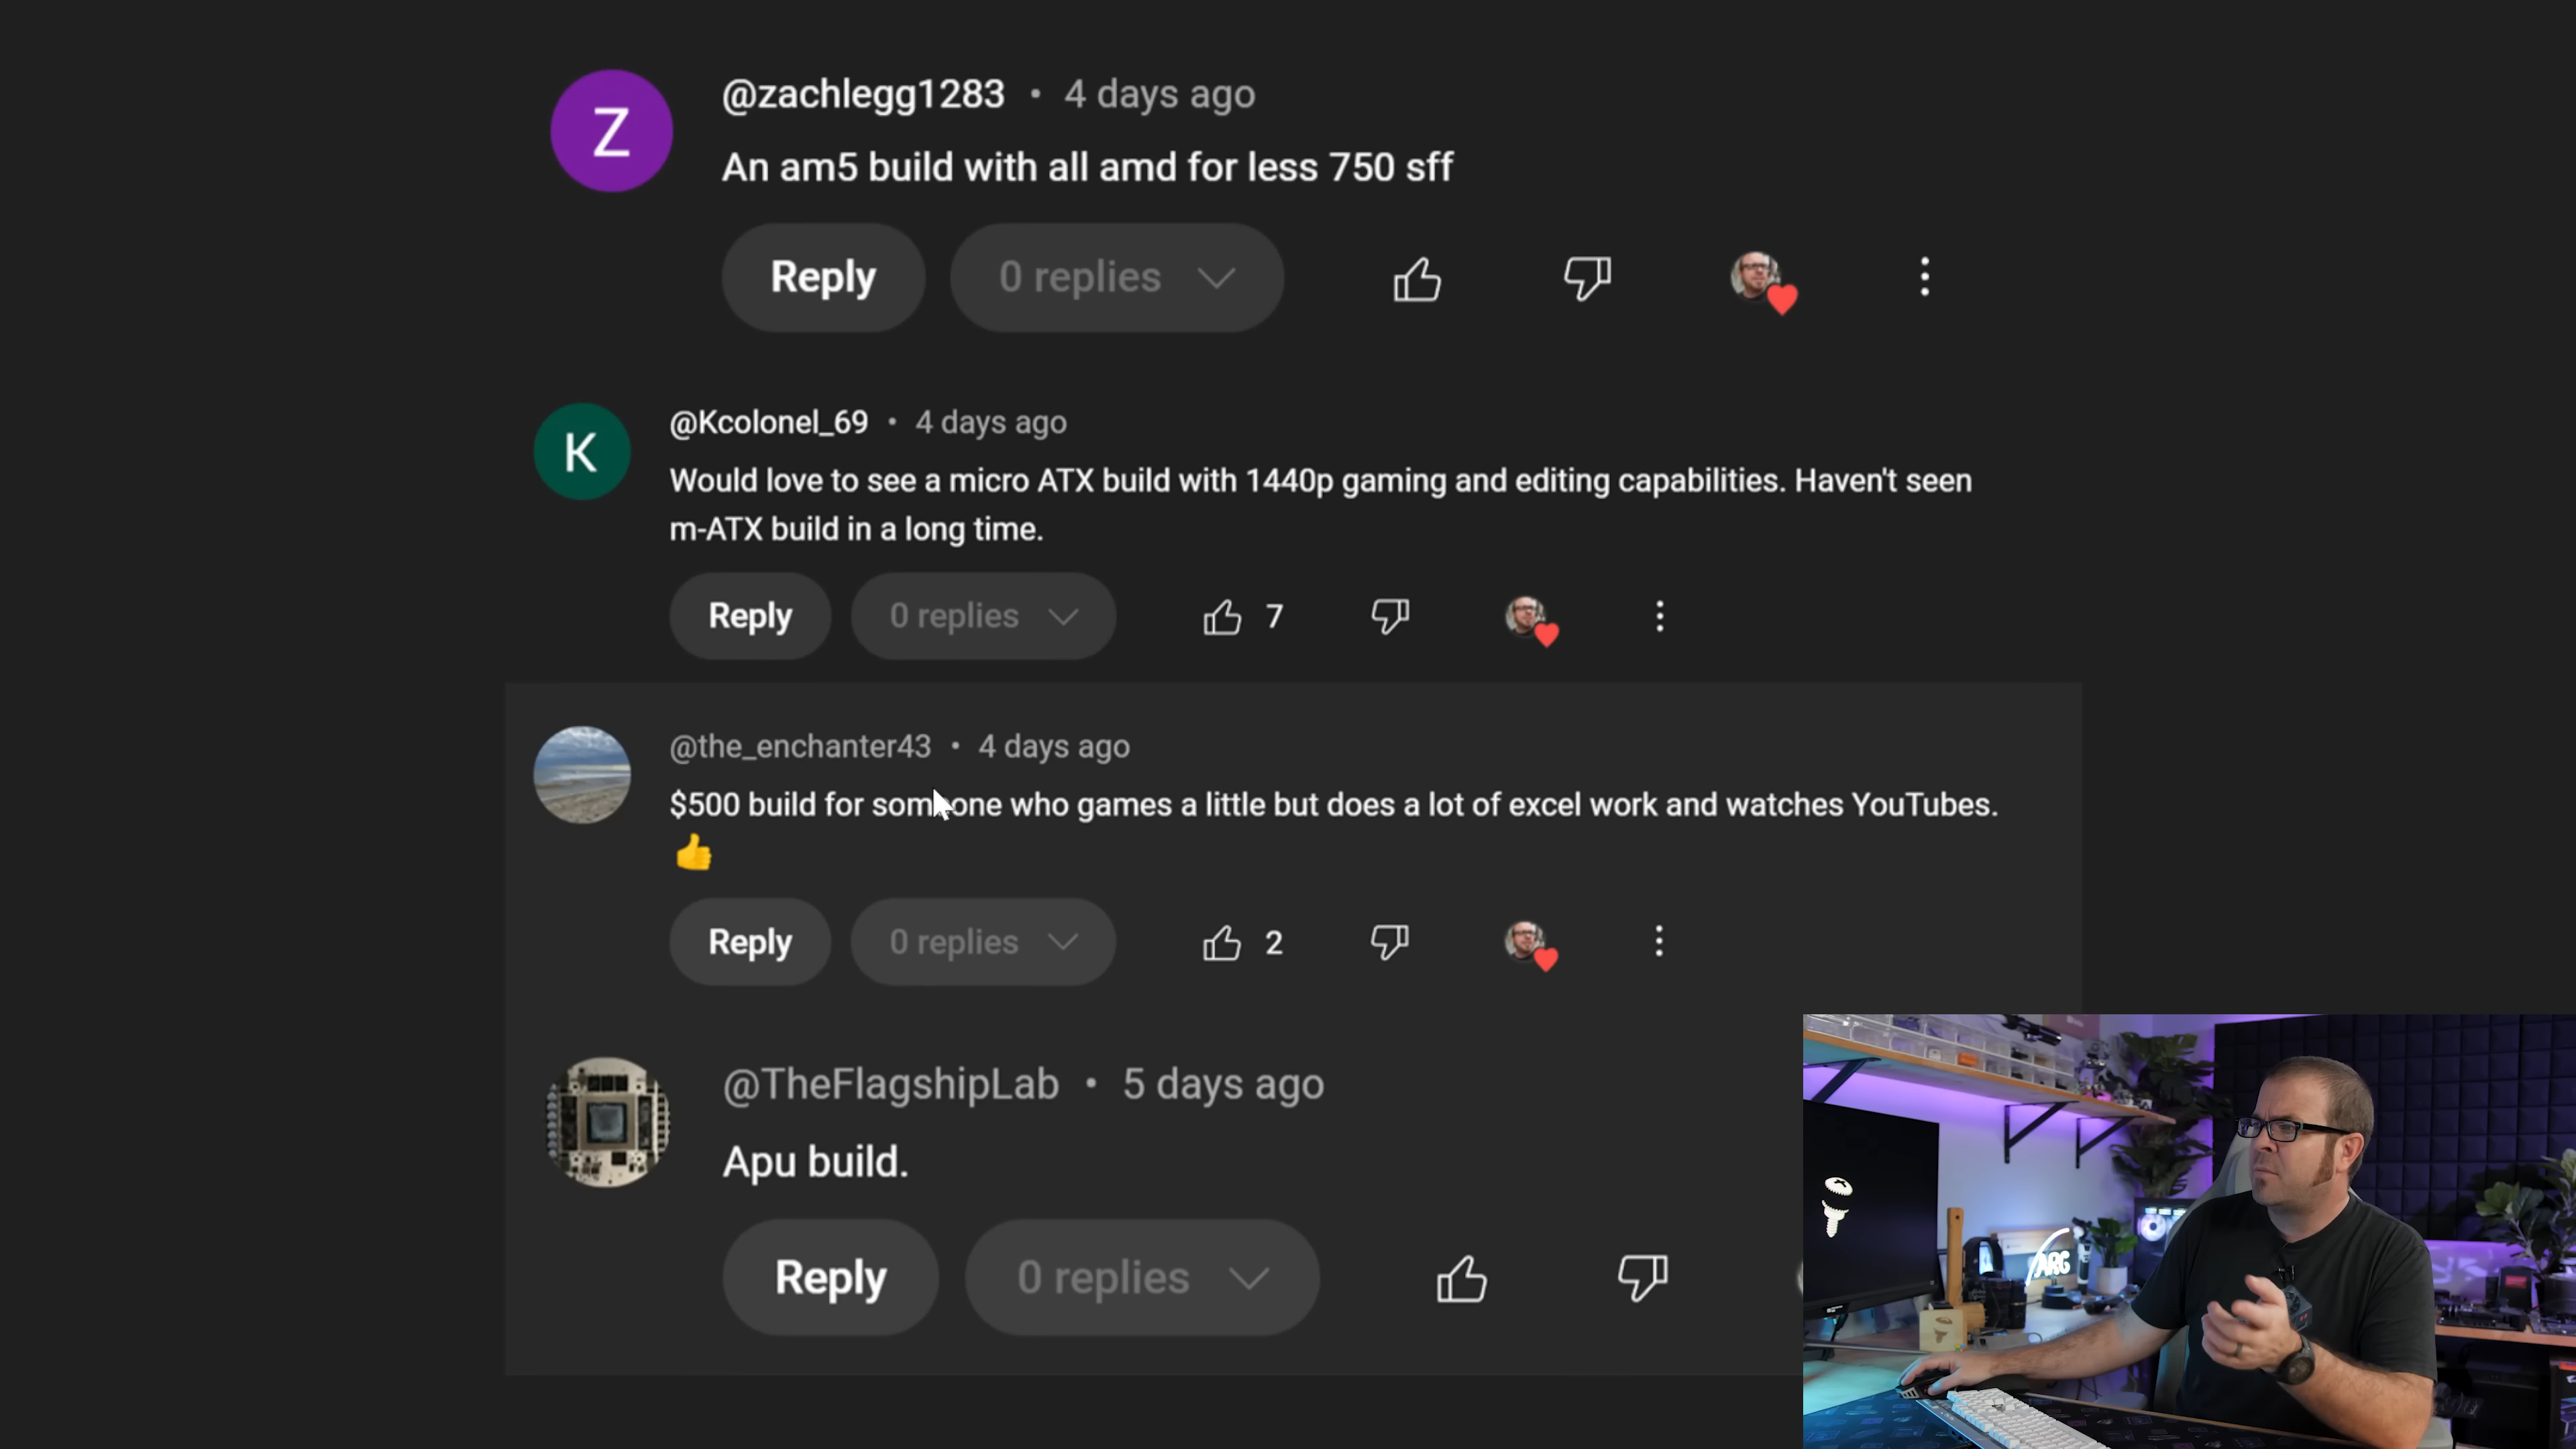 Z
@zachlegg1283 • 4 days ago
An am5 build with all amd for less 750 sff
Reply 0 replies
K
@Kcolonel_69 • 4 days ago
Would love to see a micro ATX build with 1440p gaming and editing capabilities. Haven't seen
m-ATX build in a long time.
Reply 0 replies 7
@the_enchanter43 • 4 days ago
$500 build for someone who games a little but does a lot of excel work and watches YouTubes.
👍
Reply 0 replies 2
@TheFlagshipLab • 5 days ago
Apu build.
Reply 0 replies
ARC